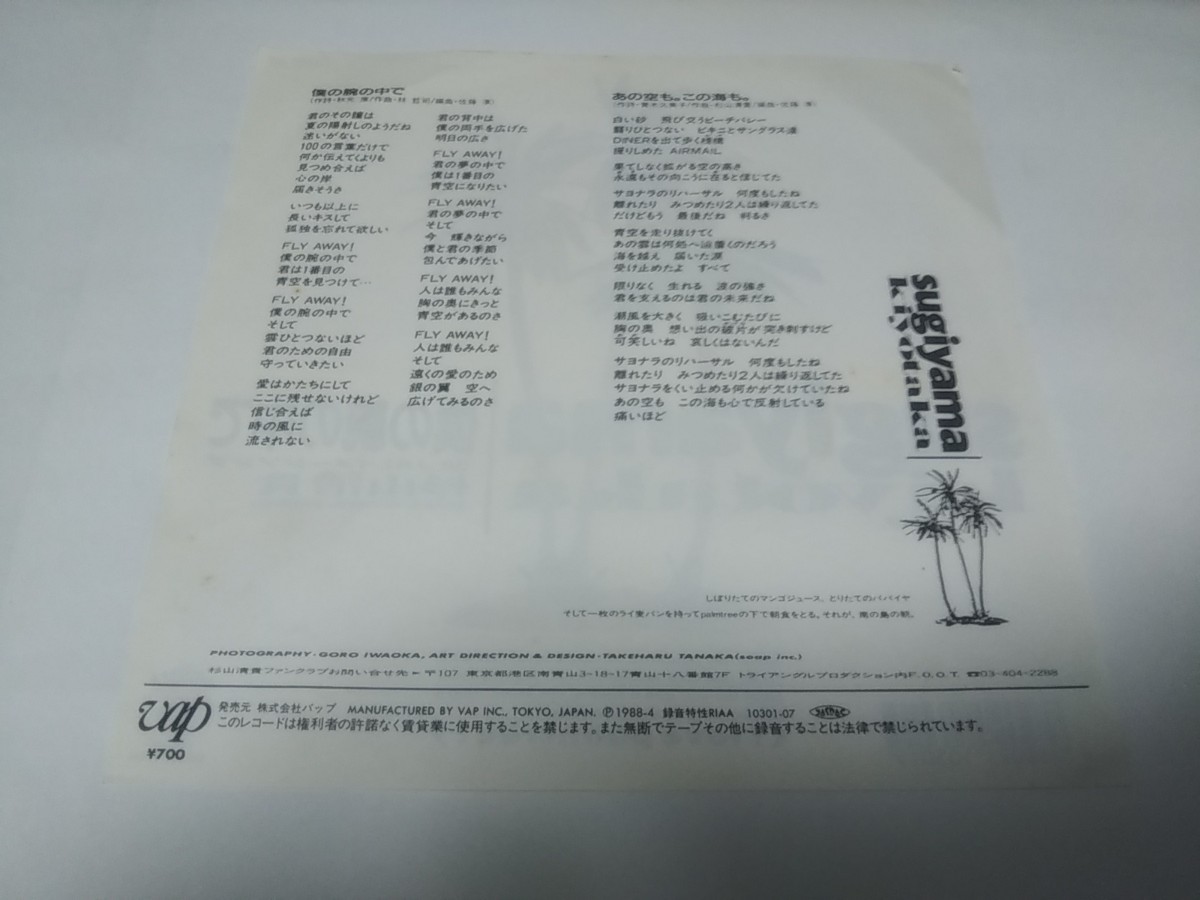 僕の腕の中で
君のその瞳は
夏の陽射しのようだね
迷いがない
100の言葉だけで
何か伝えてくよりも
見つめ合えば
心の岸
届きそうさ
いつも以上に
長いキスして
孤独を忘れて欲しい
FLY AWAY!
僕の腕の中で
君は1番目の
青空を見つけて…
FLY AWAY!
僕の腕の中で
そして
雲ひとつないほど
君のための自由
守っていきたい
愛はかたちにして
ここに残せないけれど
信じ合えば
時の風に
流されない
君の背中は
僕の両手を広げた
明日の広さ
FLY AWAY!
君の夢の中で
僕は1番目の
青空になりたい
FLY AWAY!
君の夢の中で
そして
今 輝きながら
僕と君の季節
包んであげたい
FLY AWAY!
人は誰もみんな
胸の奥にきっと
青空があるのさ
FLY AWAY!
人は誰もみんな
そして
遠くの愛のため
銀の翼 空へ
広げてみるのさ
あの空も。この海も。
白い砂 飛び交うビーチバレー
翳りひとつない ビキニとサングラス達
DINERを出て歩く桟橋
握りしめた AIRMAIL
果てしなく拡がる空の高さ
永遠もその向こうに在ると信じてた
サヨナラのリハーサル 何度もしたね
離れたり みつめたり2人は繰り返してた
だけどもう 最後だね 判るさ
青空を走り抜けてく
あの雲は何処へ辿着くのだろう
海を越え 届いた涙
受け止めたよ すべて
限りなく 生れる 波の強さ
君を支えるのは君の未来だね
潮風を大きく 吸いこむたびに
胸の奥 想い出の破片が突き刺すけど
可笑しいね 哀しくはないんだ
サヨナラのリハーサル 何度もしたね
離れたり みつめたり2人は繰り返してた
サヨナラをくい止める何かが欠けていたね
あの空も この海も心で反射している
痛いほど
sugiyama
kiyotaka
しぼりたてのマンゴジュース、とりたてのパパイヤ
そして一枚のライ麦パンを持ってpalmtreeの下で朝食をとる。それが、南の島の朝。
PHOTOGRAPHY・GORO IWAOKA, ART DIRECTION & DESIGN・TAKEHARU TANAKA(soap inc.)
杉山清貴ファンクラブお問い合せ先 〒107 東京都港区南青山3-18-17青山十八番館7F トライアングルプロダクション内F.O.O.T. ☎03-404-2288
vap 発売元 株式会社バップ MANUFACTURED BY VAP INC., TOKYO, JAPAN. Ⓟ1988-4 録音特性RIAA 10301-07
このレコードは権利者の許諾なく賃貸業に使用することを禁じます。また無断でテープその他に録音することは法律で禁じられています。
¥700